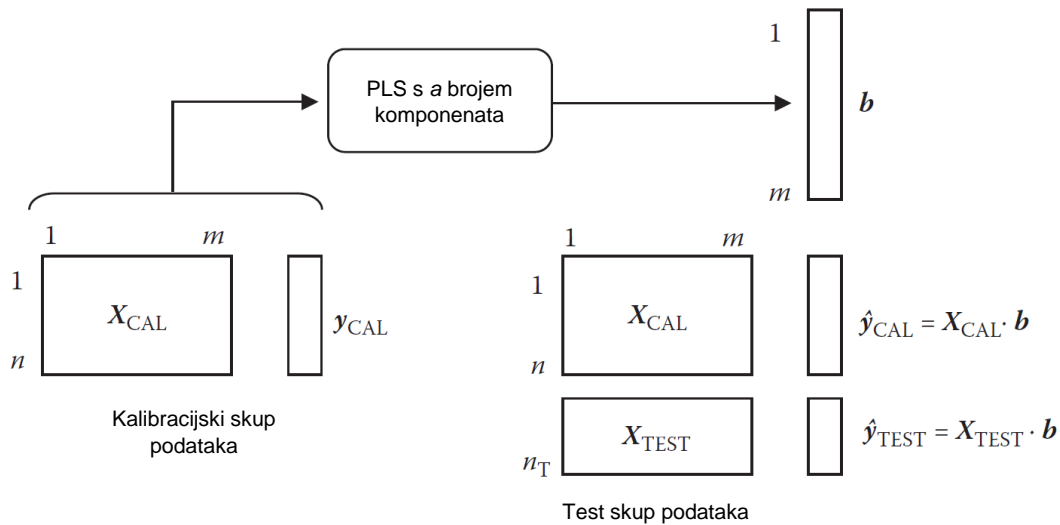 1
PLS s a brojem
komponenata
b
m
1 m
1
X_CAL
y_CAL
n
Kalibracijski skup
podataka
1 m
1
X_CAL
ŷ_CAL = X_CAL · b
n
X_TEST
ŷ_TEST = X_TEST · b
n_T
Test skup podataka